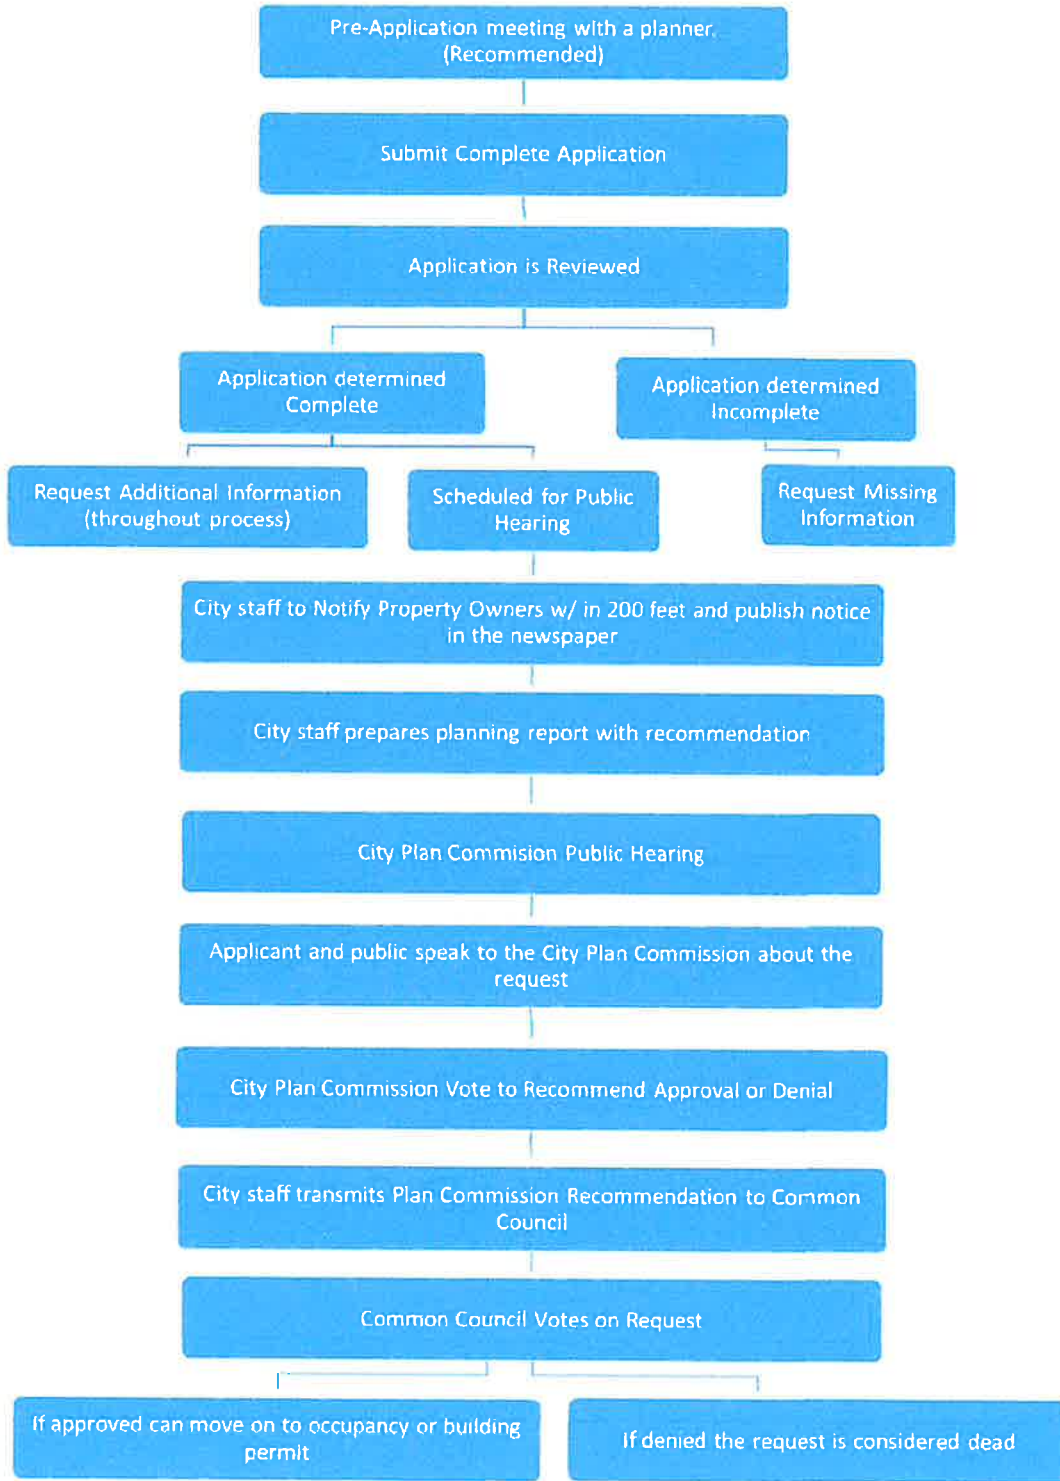 Pre-Application meeting with a planner.
(Recommended)
Submit Complete Application
Application is Reviewed
Application determined
Complete
Application determined
Incomplete
Request Additional Information
(throughout process)
Scheduled for Public
Hearing
Request Missing
Information
City staff to Notify Property Owners w/ in 200 feet and publish notice
in the newspaper
City staff prepares planning report with recommendation
City Plan Commision Public Hearing
Applicant and public speak to the City Plan Commission about the
request
City Plan Commission Vote to Recommend Approval or Denial
City staff transmits Plan Commission Recommendation to Common
Council
Common Council Votes on Request
If approved can move on to occupancy or building
permit
If denied the request is considered dead